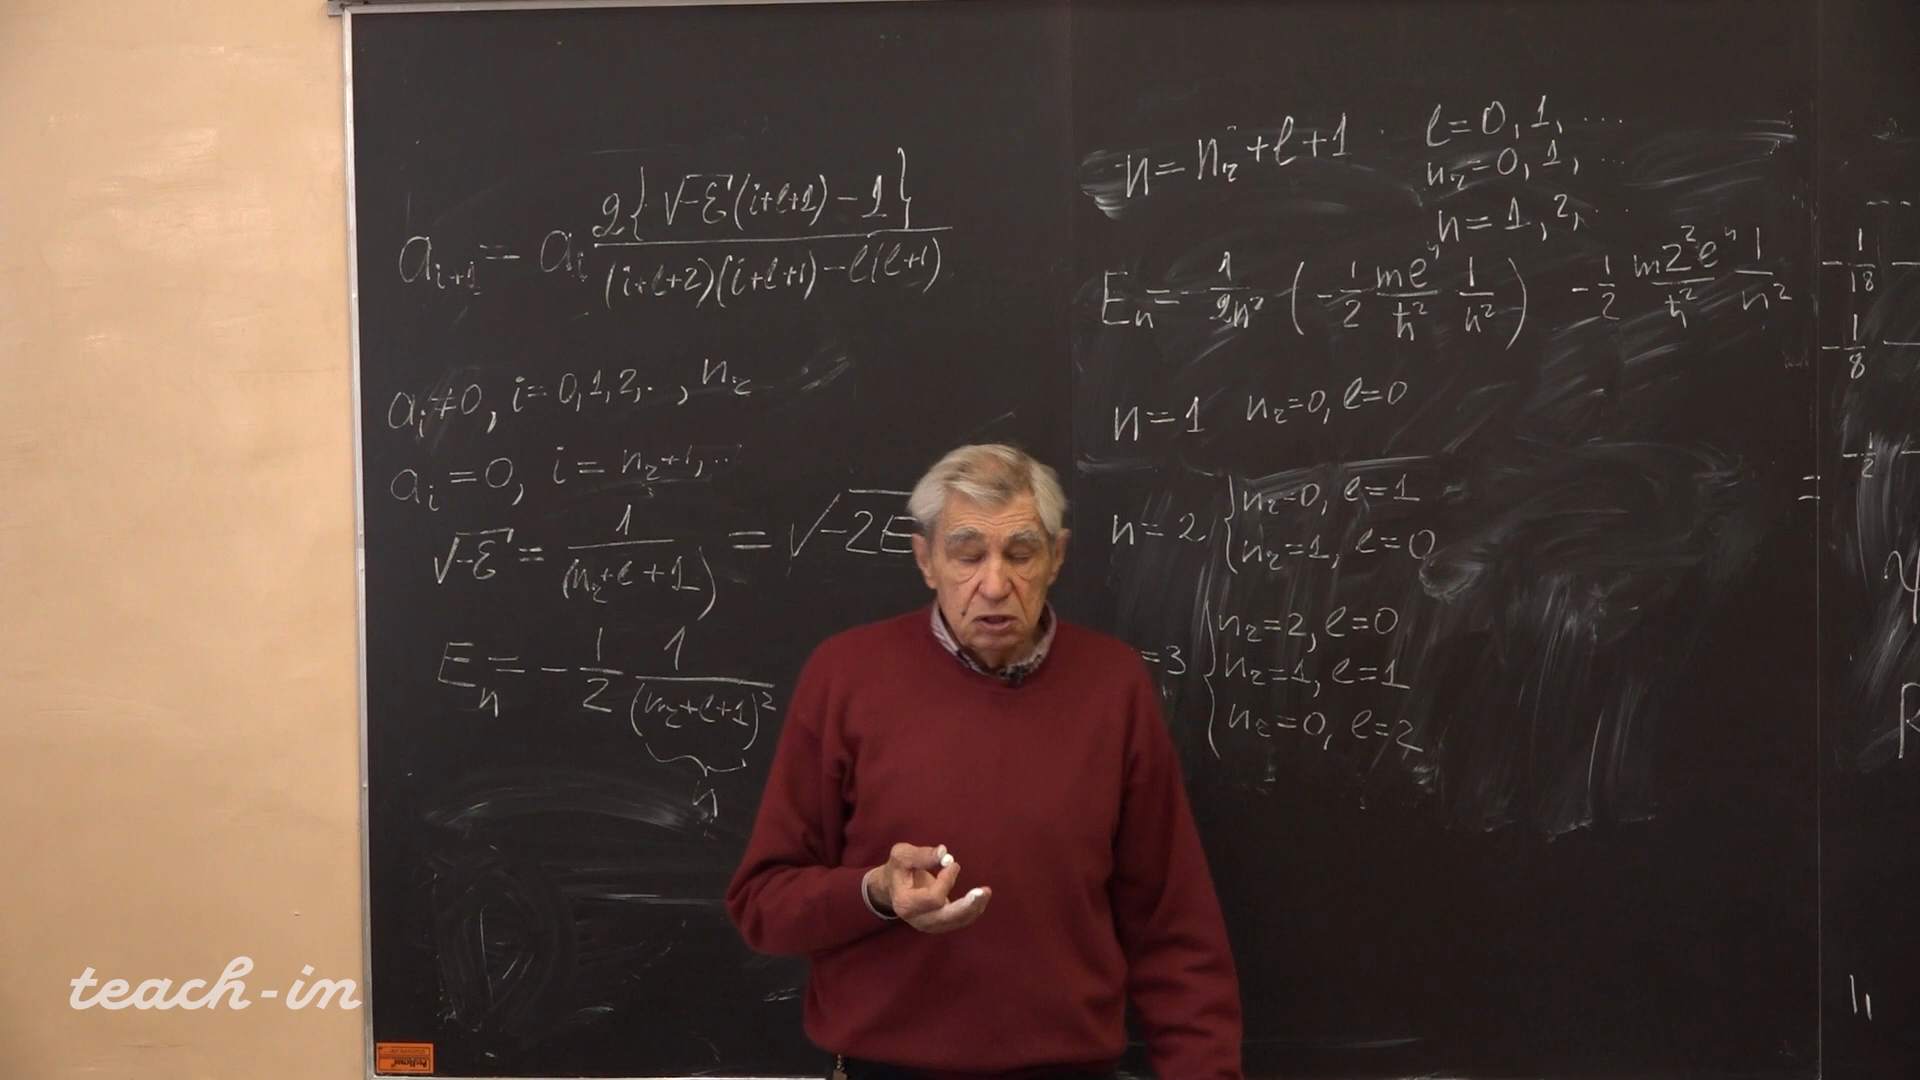 a_{i+1} = a_i \frac{2\{\sqrt{-ℰ}(i+ℓ+1)-1\}}{(i+ℓ+2)(i+ℓ+1)-ℓ(ℓ+1)}
a_i ≠ 0, i = 0, 1, 2, .., n_r
a_i = 0, i = n_r+1, ...
\sqrt{-ℰ} = \frac{1}{(n_r+ℓ+1)} = \sqrt{-2E
E_n = -\frac{1}{2} \frac{1}{(n_r+ℓ+1)^2}
n
n = n_r + ℓ + 1
ℓ = 0, 1, ...
n_r = 0, 1, ...
n = 1, 2, ...
E_n = -\frac{1}{2n^2} (-\frac{1}{2} \frac{me^4}{ħ^2} \frac{1}{n^2}) -\frac{1}{2} \frac{mZ^2e^4}{ħ^2} \frac{1}{n^2}
n = 1 n_r=0, ℓ=0
n = 2 { n_r=0, ℓ=1
n_r=1, ℓ=0
=3 { n_r=2, ℓ=0
n_r=1, ℓ=1
n_r=0, ℓ=2
-\frac{1}{18}
-\frac{1}{8}
-\frac{1}{2}
=
teach-in